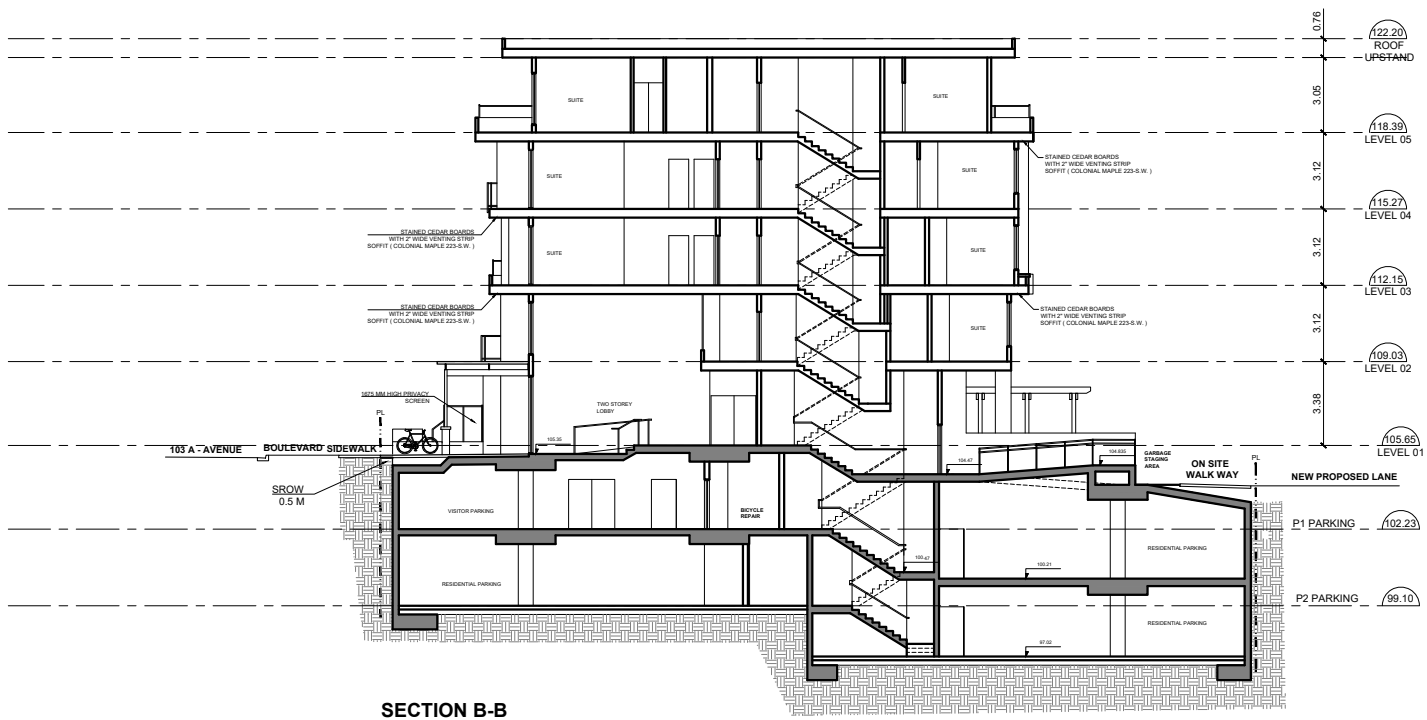 0.76
122.20
ROOF
UPSTAND
3.05
SUITE
SUITE
118.39
LEVEL 05
STAINED CEDAR BOARDS
WITH 2" WIDE VENTING STRIP
SOFFIT ( COLONIAL MAPLE 223-S.W. )
3.12
SUITE
SUITE
115.27
LEVEL 04
STAINED CEDAR BOARDS
WITH 2" WIDE VENTING STRIP
SOFFIT ( COLONIAL MAPLE 223-S.W. )
3.12
SUITE
SUITE
112.15
LEVEL 03
STAINED CEDAR BOARDS
WITH 2" WIDE VENTING STRIP
SOFFIT ( COLONIAL MAPLE 223-S.W. )
STAINED CEDAR BOARDS
WITH 2" WIDE VENTING STRIP
SOFFIT ( COLONIAL MAPLE 223-S.W. )
3.12
SUITE
109.03
LEVEL 02
1675 MM HIGH PRIVACY
SCREEN
TWO STOREY
LOBBY
3.38
PL
105.35
105.65
LEVEL 01
103 A - AVENUE
BOULEVARD
SIDEWALK
104.47
104.835
GARBAGE
STAGING
AREA
ON SITE
WALK WAY
PL
NEW PROPOSED LANE
SROW
0.5 M
VISITOR PARKING
BICYCLE
REPAIR
P1 PARKING
102.23
RESIDENTIAL PARKING
100.47
100.21
RESIDENTIAL PARKING
P2 PARKING
99.10
RESIDENTIAL PARKING
97.02
SECTION B-B